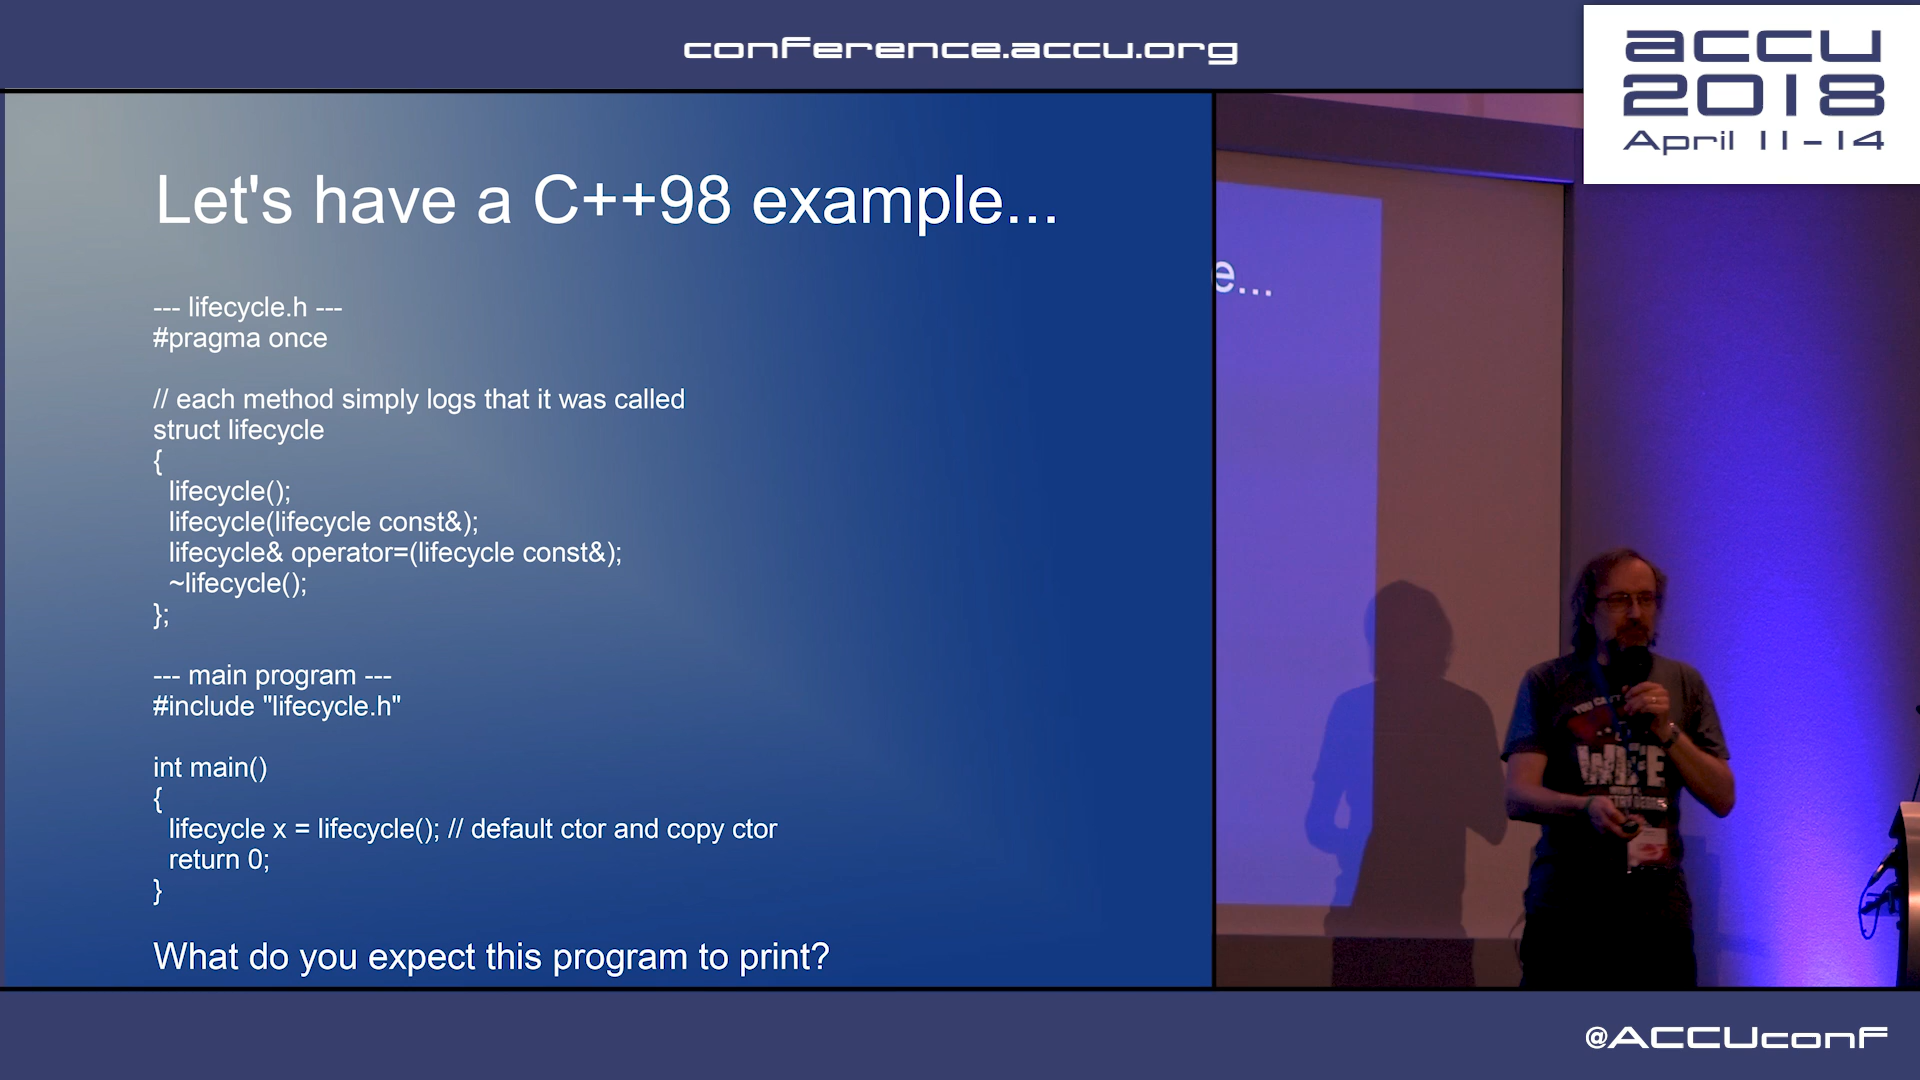 conference.accu.org
accu
2018
April 11-14
Let's have a C++98 example...
--- lifecycle.h ---
#pragma once
// each method simply logs that it was called
struct lifecycle
{
lifecycle();
lifecycle(lifecycle const&);
lifecycle& operator=(lifecycle const&);
~lifecycle();
};
--- main program ---
#include "lifecycle.h"
int main()
{
lifecycle x = lifecycle(); // default ctor and copy ctor
return 0;
}
What do you expect this program to print?
e...
YOU
@ACCUconf